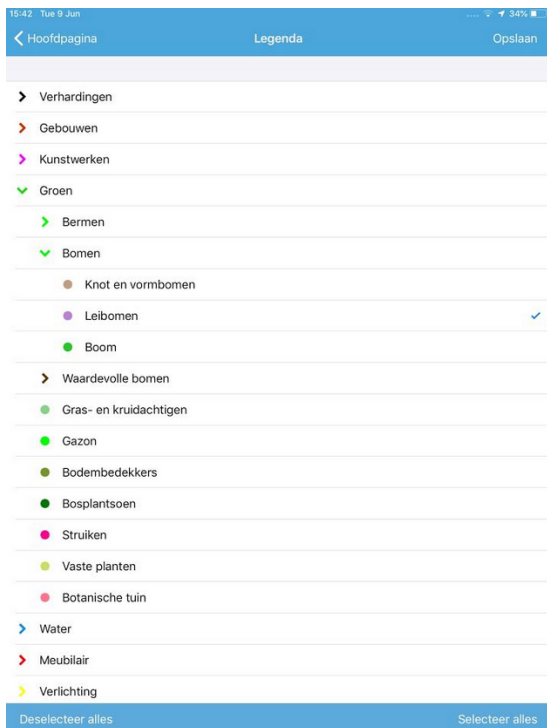 15:42 Tue 9 Jun 34%
Hoofdpagina Legenda Opslaan
Verhardingen
Gebouwen
Kunstwerken
Groen
Bermen
Bomen
Knot en vormbomen
Leibomen
Boom
Waardevolle bomen
Gras- en kruidachtigen
Gazon
Bodembedekkers
Bosplantsoen
Struiken
Vaste planten
Botanische tuin
Water
Meubilair
Verlichting
Deselecteer alles Selecteer alles